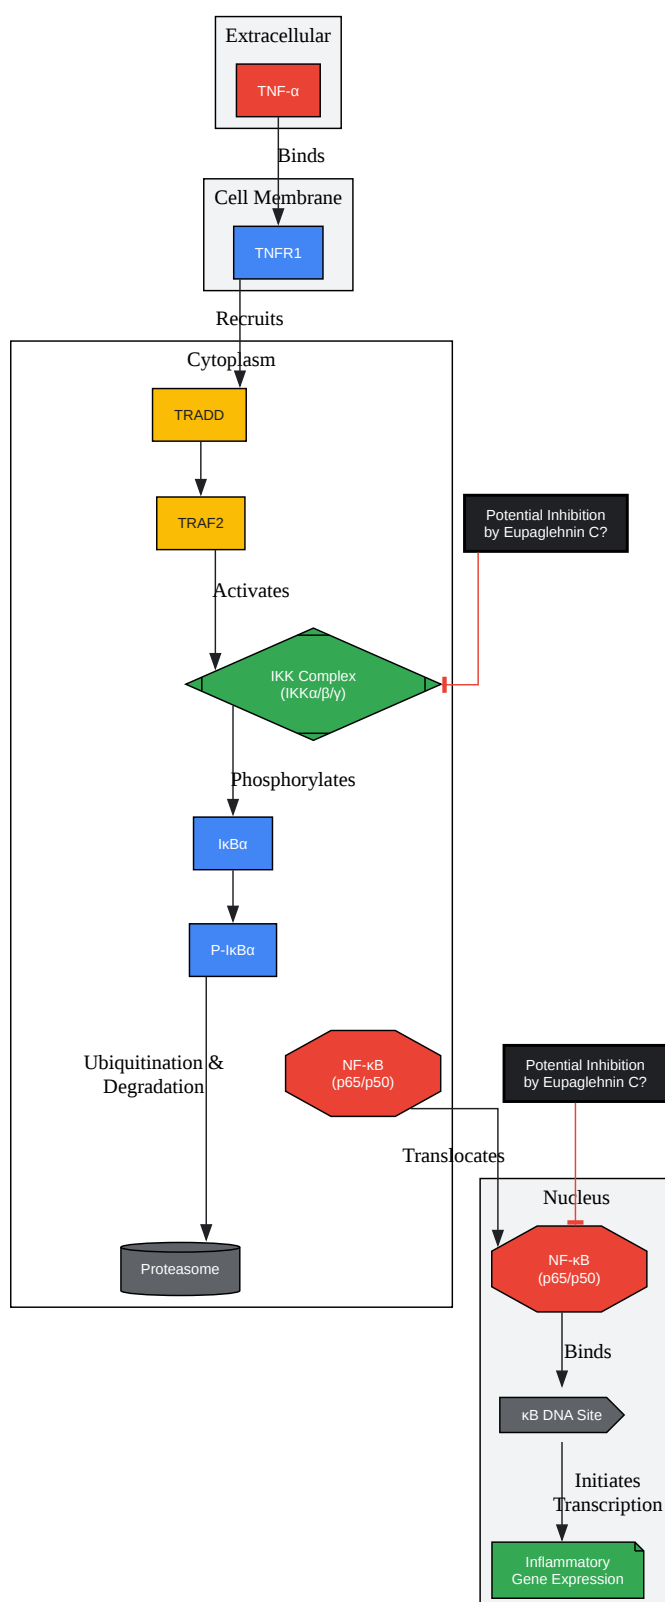 Extracellular
TNF-α
Binds
Cell Membrane
TNFR1
Recruits
Cytoplasm
TRADD
TRAF2
Potential Inhibition
by Eupaglehnin C?
Activates
IKK Complex
(IKKα/β/γ)
Phosphorylates
IκBα
P-IκBα
Ubiquitination &
Degradation
NF-κB
(p65/p50)
Potential Inhibition
by Eupaglehnin C?
Translocates
Nucleus
NF-κB
(p65/p50)
Proteasome
Binds
κB DNA Site
Initiates
Transcription
Inflammatory
Gene Expression